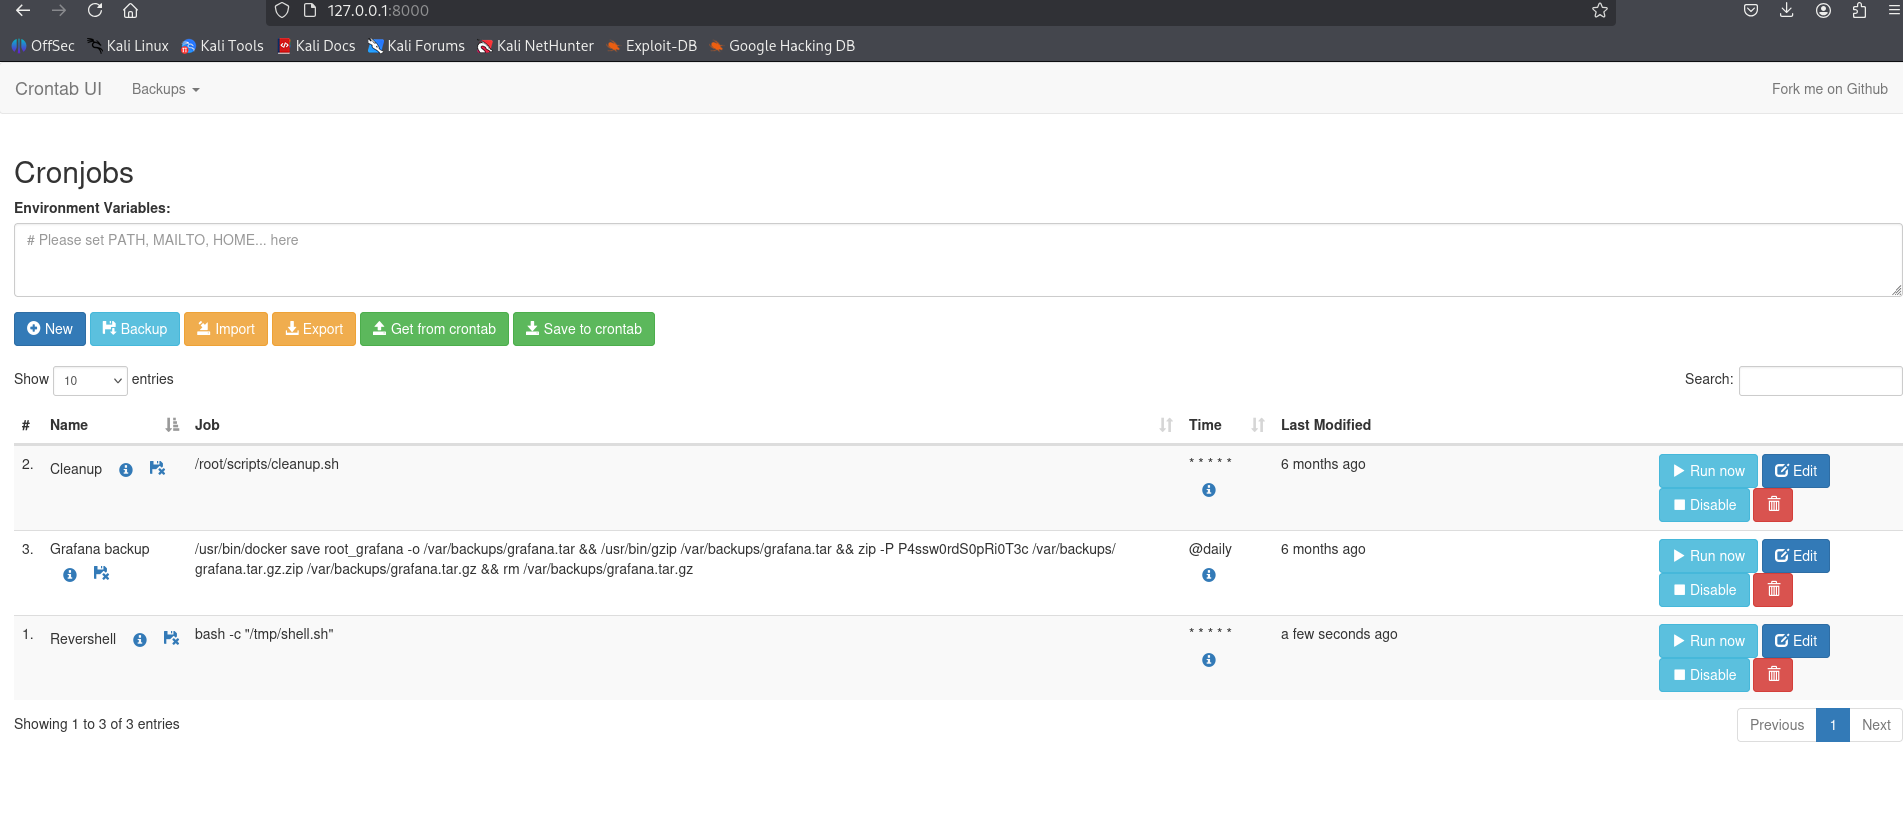 127.0.0.1:8000
OffSec Kali Linux Kali Tools Kali Docs Kali Forums Kali NetHunter Exploit-DB Google Hacking DB
Crontab UI Backups Fork me on Github
Cronjobs
Environment Variables:
# Please set PATH, MAILTO, HOME... here
New Backup Import Export Get from crontab Save to crontab
Show 10 entries Search:
# Name Job Time Last Modified
2. Cleanup /root/scripts/cleanup.sh * * * * * 6 months ago Run now Edit
Disable
3. Grafana backup /usr/bin/docker save root_grafana -o /var/backups/grafana.tar && /usr/bin/gzip /var/backups/grafana.tar && zip -P P4ssw0rdS0pRi0T3c /var/backups/ @daily 6 months ago Run now Edit
grafana.tar.gz.zip /var/backups/grafana.tar.gz && rm /var/backups/grafana.tar.gz Disable
1. Revershell bash -c "/tmp/shell.sh" * * * * * a few seconds ago Run now Edit
Disable
Showing 1 to 3 of 3 entries Previous 1 Next